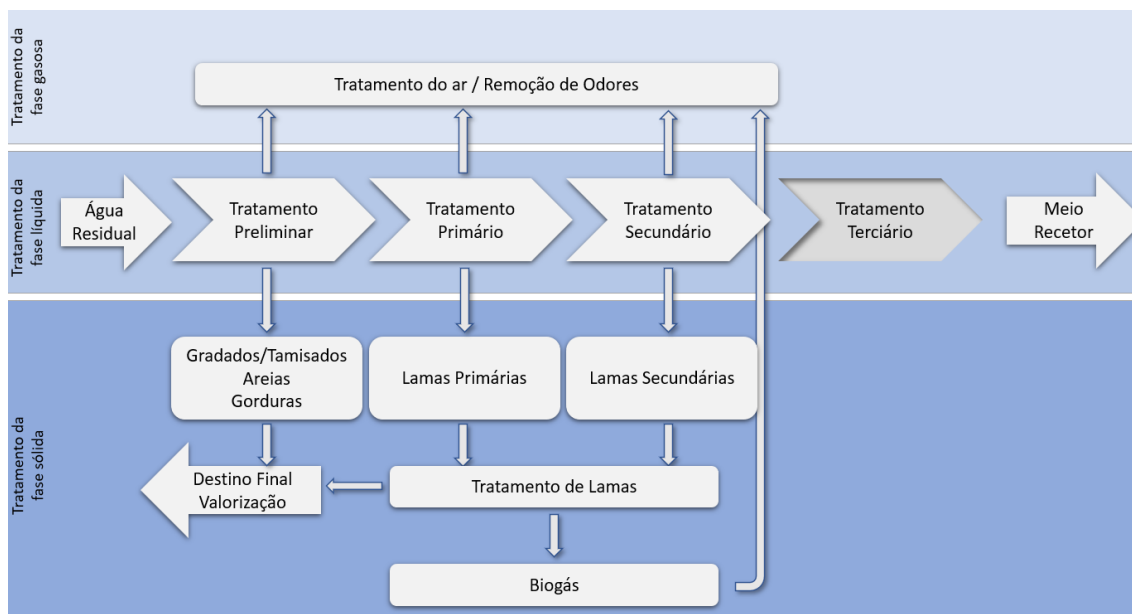 Tratamento da
fase gasosa
Tratamento do ar / Remoção de Odores
Tratamento da
fase líquida
Água
Residual
Tratamento
Preliminar
Tratamento
Primário
Tratamento
Secundário
Tratamento
Terciário
Meio
Recetor
Tratamento da
fase sólida
Gradados/Tamisados
Areias
Gorduras
Lamas Primárias
Lamas Secundárias
Destino Final
Valorização
Tratamento de Lamas
Biogás